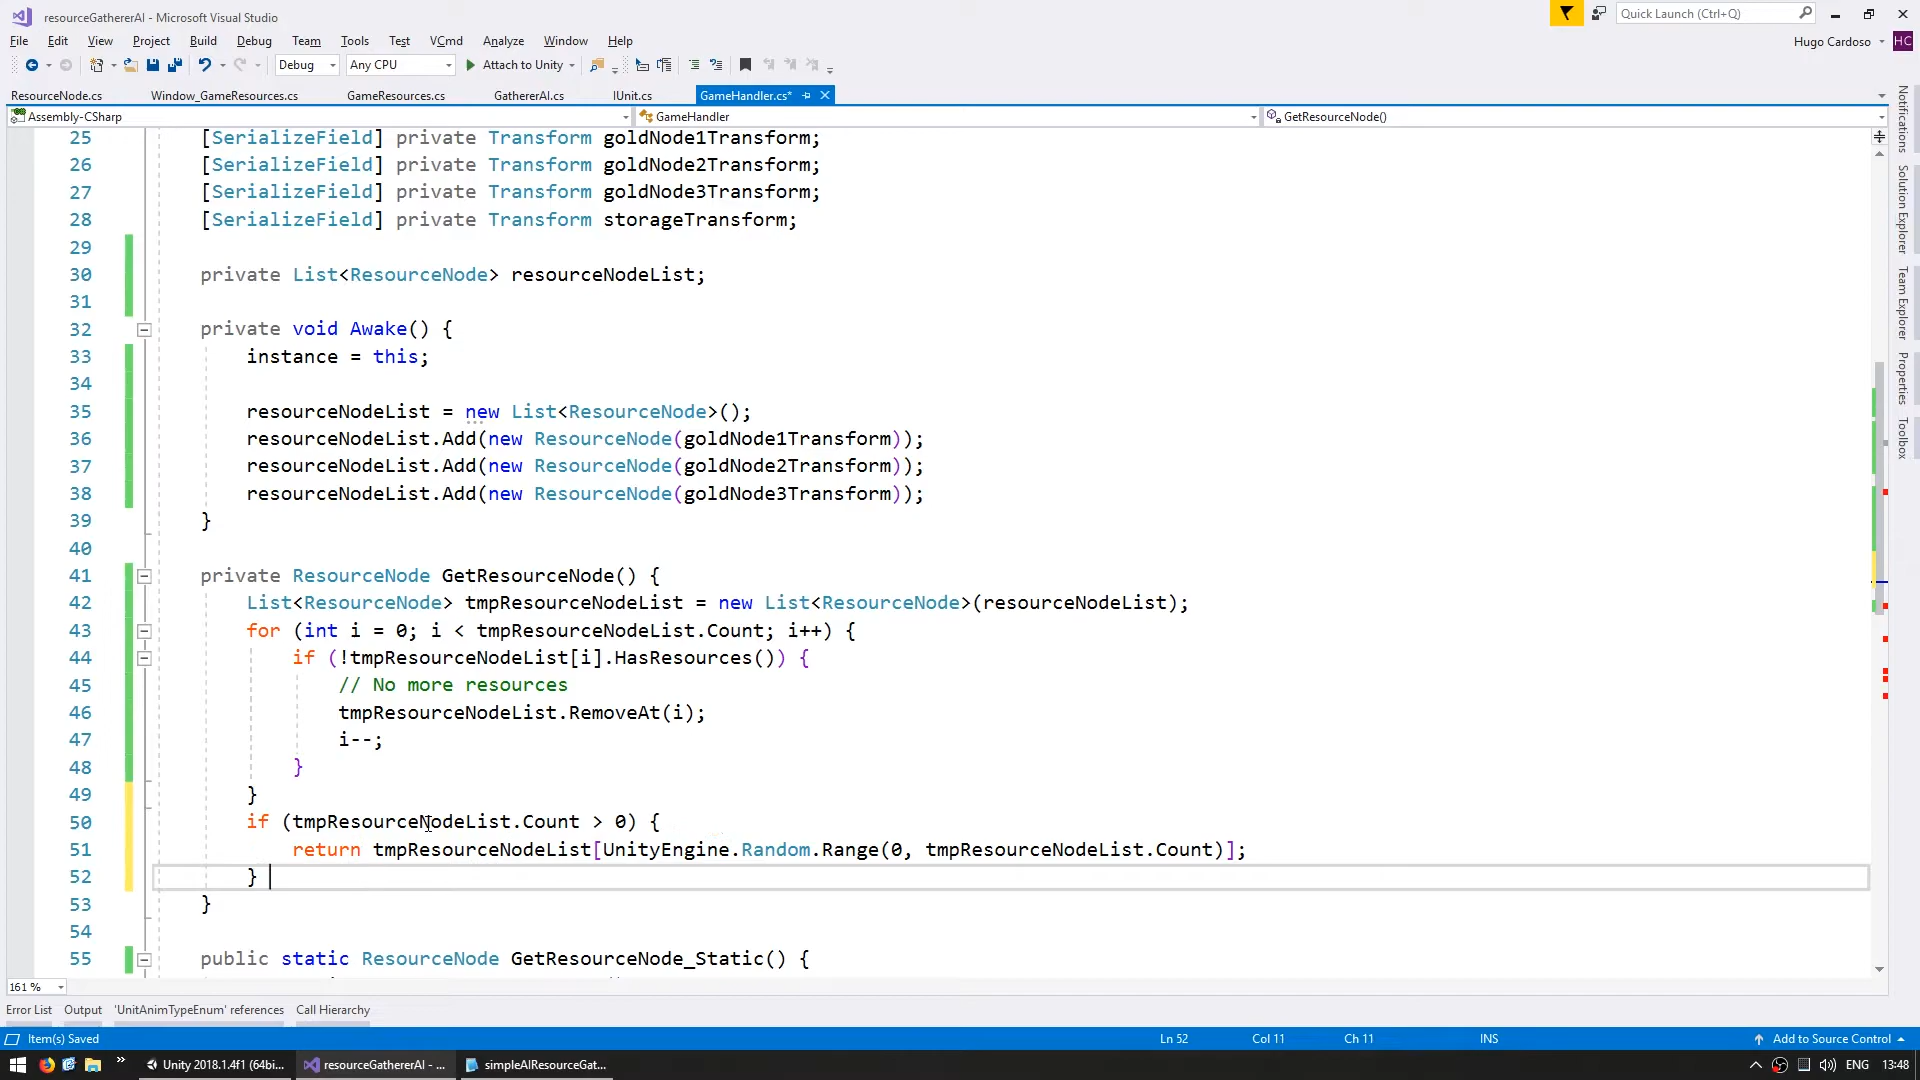 resourceGathererAI - Microsoft Visual Studio
Quick Launch (Ctrl+Q)
File Edit View Project Build Debug Team Tools Test VCmd Analyze Window Help
Hugo Cardoso HC
Debug Any CPU Attach to Unity
ResourceNode.cs Window_GameResources.cs GameResources.cs GathererAI.cs IUnit.cs GameHandler.cs*
Assembly-CSharp GameHandler GetResourceNode()
25 [SerializeField] private Transform goldNode1Transform;
26 [SerializeField] private Transform goldNode2Transform;
27 [SerializeField] private Transform goldNode3Transform;
28 [SerializeField] private Transform storageTransform;
29
30 private List<ResourceNode> resourceNodeList;
31
32 private void Awake() {
33 instance = this;
34
35 resourceNodeList = new List<ResourceNode>();
36 resourceNodeList.Add(new ResourceNode(goldNode1Transform));
37 resourceNodeList.Add(new ResourceNode(goldNode2Transform));
38 resourceNodeList.Add(new ResourceNode(goldNode3Transform));
39 }
40
41 private ResourceNode GetResourceNode() {
42 List<ResourceNode> tmpResourceNodeList = new List<ResourceNode>(resourceNodeList);
43 for (int i = 0; i < tmpResourceNodeList.Count; i++) {
44 if (!tmpResourceNodeList[i].HasResources()) {
45 // No more resources
46 tmpResourceNodeList.RemoveAt(i);
47 i--;
48 }
49 }
50 if (tmpResourceNodeList.Count > 0) {
51 return tmpResourceNodeList[UnityEngine.Random.Range(0, tmpResourceNodeList.Count)];
52 }
53 }
54
55 public static ResourceNode GetResourceNode_Static() {
Notifications
Solution Explorer
Team Explorer
Properties
Toolbox
161 %
Error List Output 'UnitAnimTypeEnum' references Call Hierarchy
Item(s) Saved Ln 52 Col 11 Ch 11 INS Add to Source Control
Unity 2018.1.4f1 (64bi... resourceGathererAI - ... simpleAIResourceGat... ENG 13:48